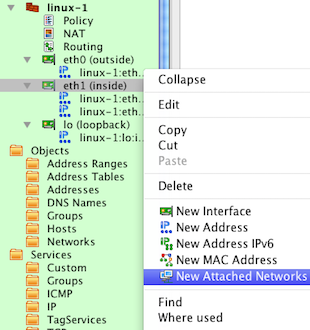 linux-1
Policy
NAT
Routing
eth0 (outside)
linux-1:eth..
eth1 (inside)
linux-1:eth..
linux-1:eth..
lo (loopback)
linux-1:lo:i..
Objects
Address Ranges
Address Tables
Addresses
DNS Names
Groups
Hosts
Networks
Services
Custom
Groups
ICMP
IP
TagServices
Collapse
Edit
Copy
Cut
Paste
Delete
New Interface
New Address
New Address IPv6
New MAC Address
New Attached Networks
Find
Where used